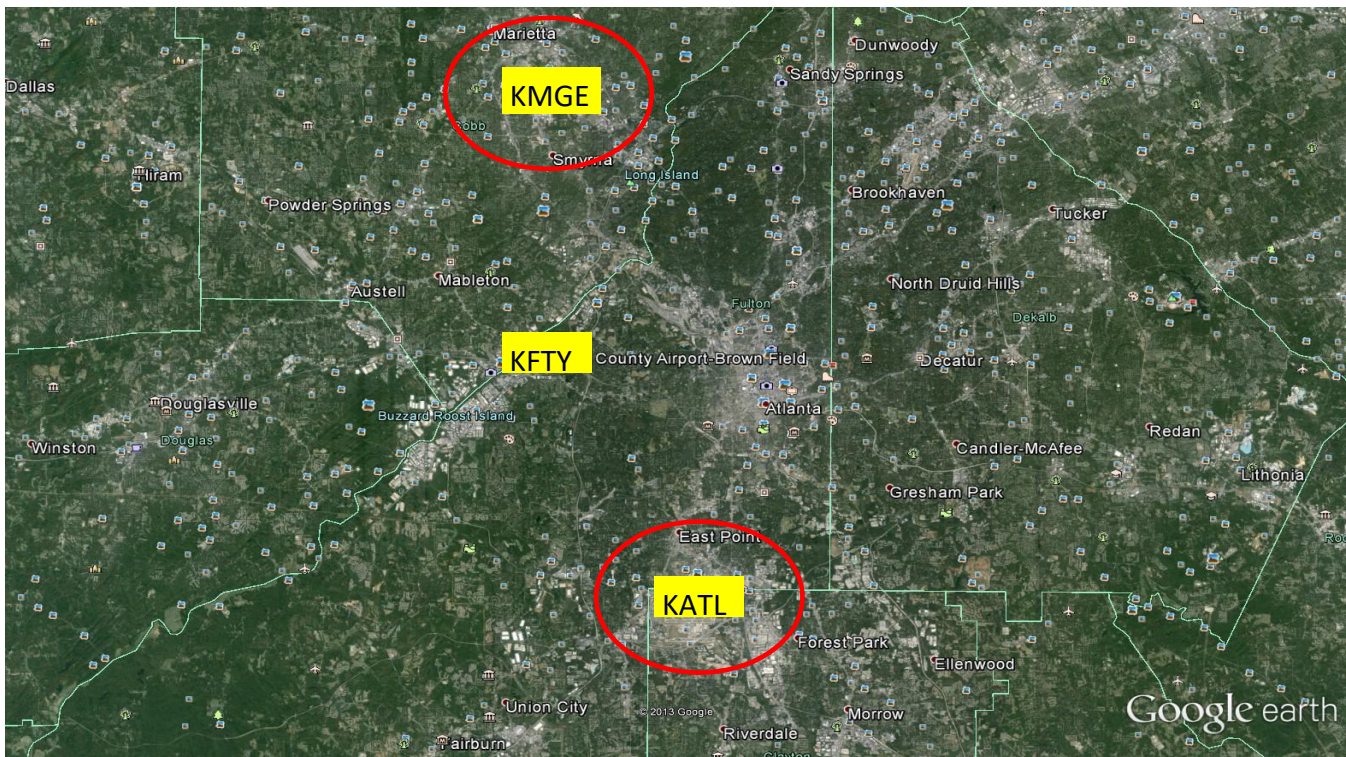 Marietta
Dunwoody
Sandy Springs
Dallas
KMGE
Cobb
Smyrna
Long Island
Hiram
Brookhaven
Powder Springs
Tucker
Mableton
North Druid Hills
Austell
Fulton
Dekalb
KFTY
County Airport-Brown Field
Decatur
Douglasville
Buzzard Roost Island
Atlanta
Douglas
Winston
Redan
Candler-McAfee
Lithonia
Gresham Park
East Point
KATL
Forest Park
Ellenwood
Union City
© 2013 Google
Morrow
Google earth
Riverdale
Fairburn
Clayton